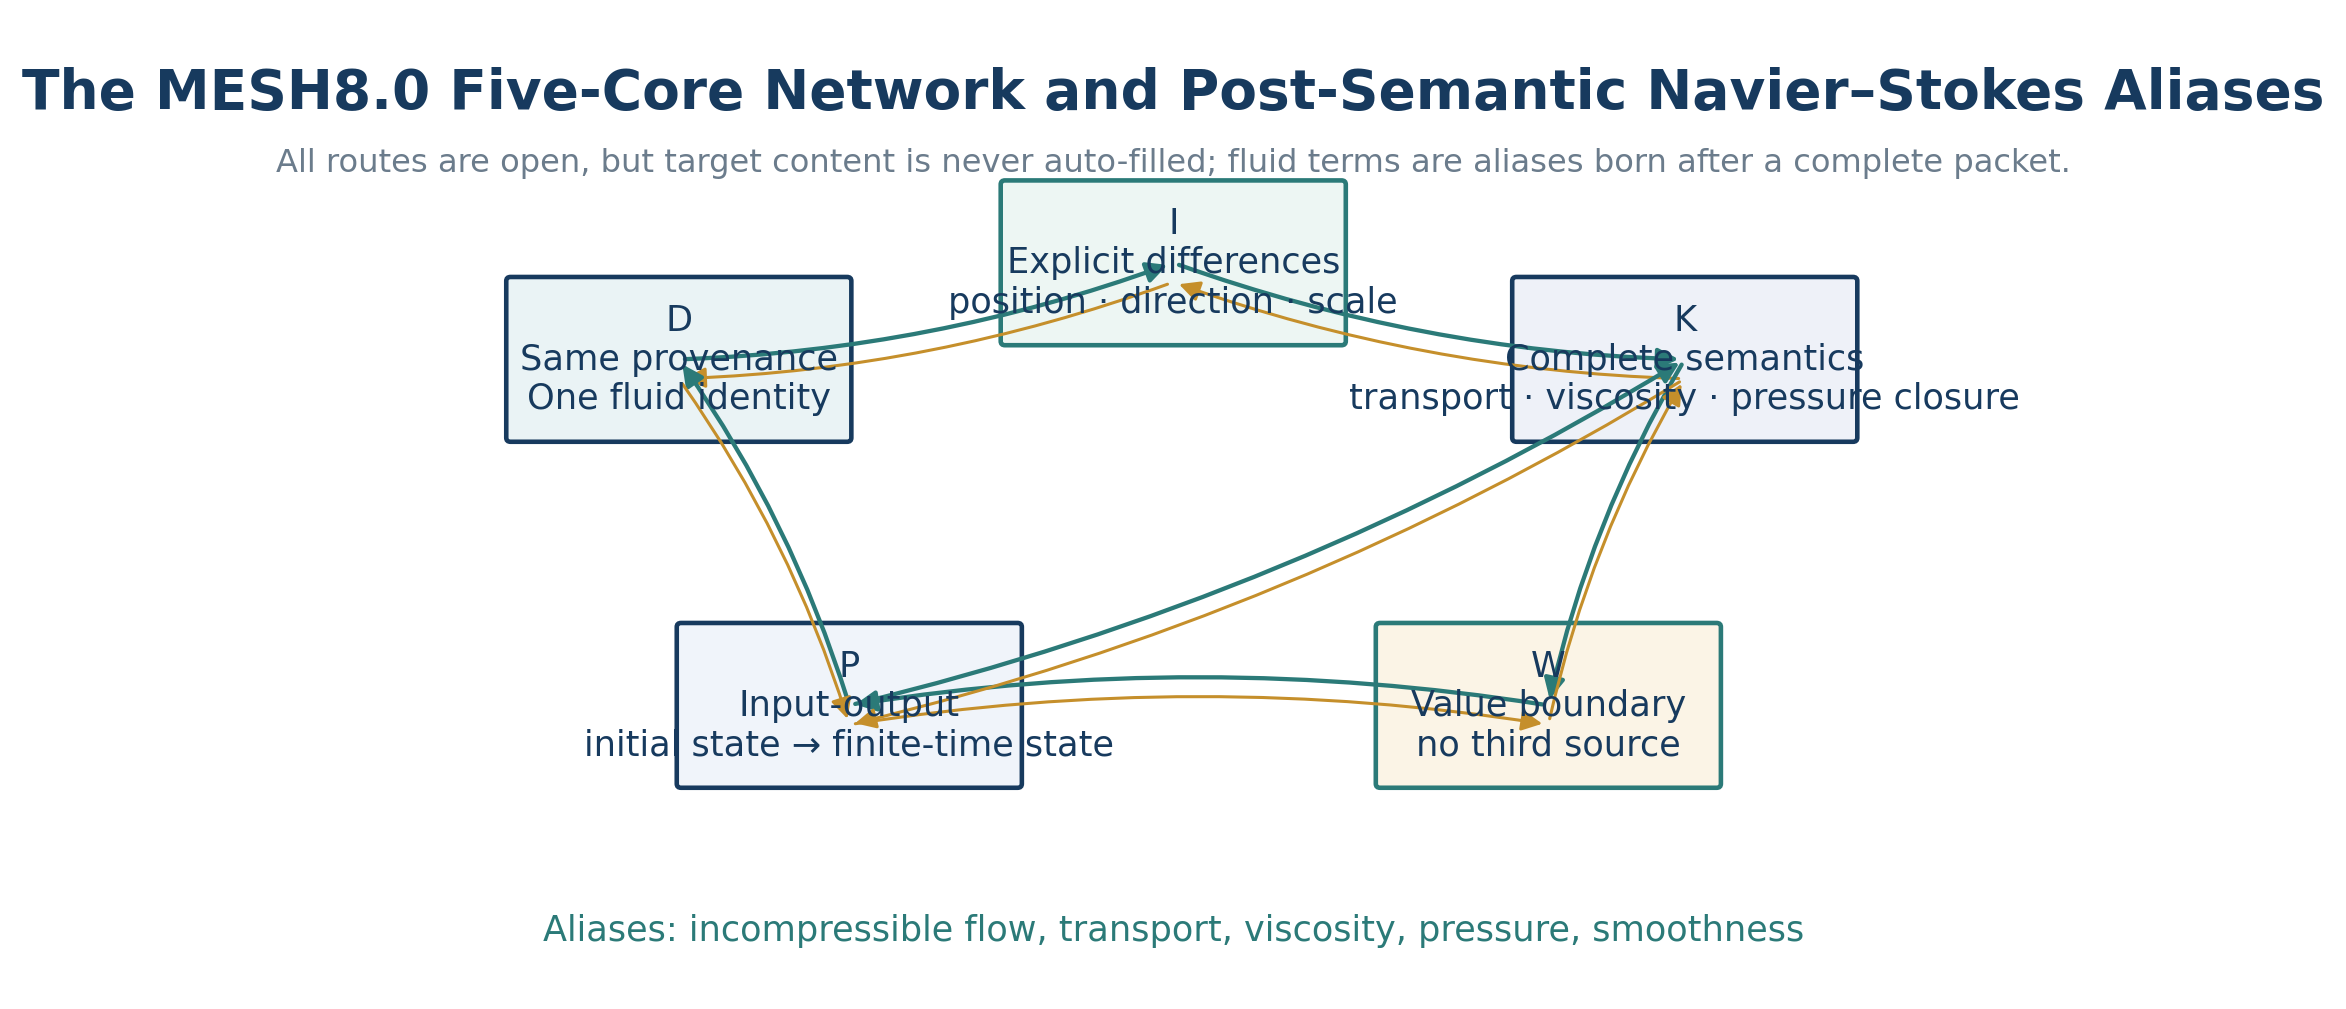 The MESH8.0 Five-Core Network and Post-Semantic Navier–Stokes Aliases
All routes are open, but target content is never auto-filled; fluid terms are aliases born after a complete packet.
I
Explicit differences
position · direction · scale
D
Same provenance
One fluid identity
K
Complete semantics
transport · viscosity · pressure closure
P
Input-output
initial state → finite-time state
W
Value boundary
no third source
Aliases: incompressible flow, transport, viscosity, pressure, smoothness